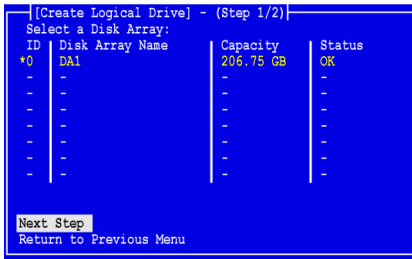 [Create Logical Drive] - (Step 1/2)
Select a Disk Array:
ID Disk Array Name Capacity Status
*0 DA1 206.75 GB OK
- - - -
- - - -
- - - -
- - - -
- - - -
- - - -
- - - -
Next Step
Return to Previous Menu